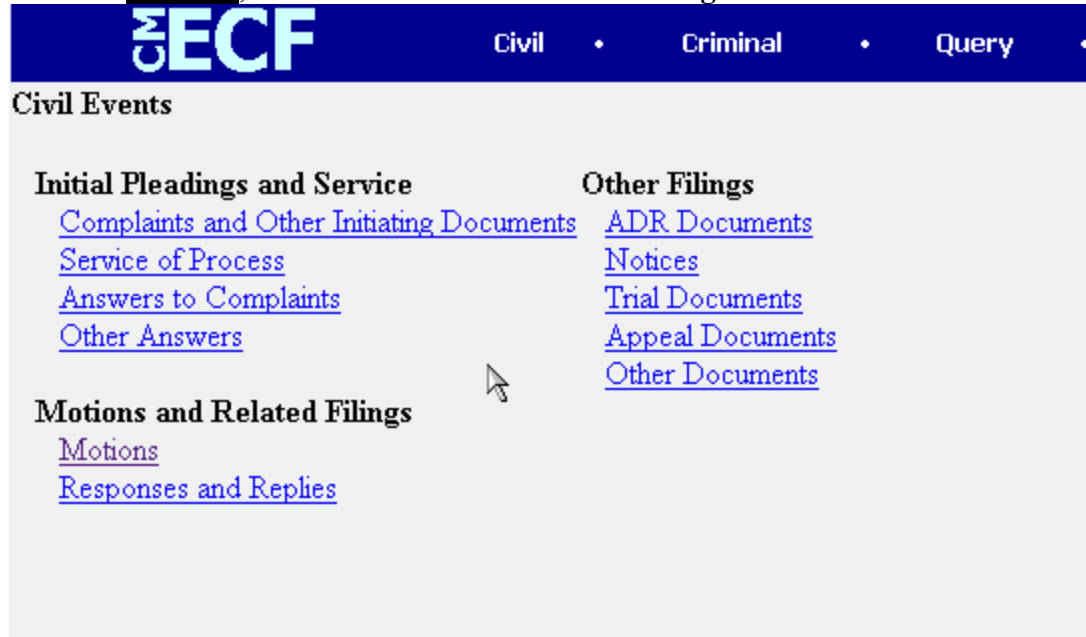 CM ECF Civil • Criminal • Query •
Civil Events
Initial Pleadings and Service
Complaints and Other Initiating Documents
Service of Process
Answers to Complaints
Other Answers
Motions and Related Filings
Motions
Responses and Replies
Other Filings
ADR Documents
Notices
Trial Documents
Appeal Documents
Other Documents